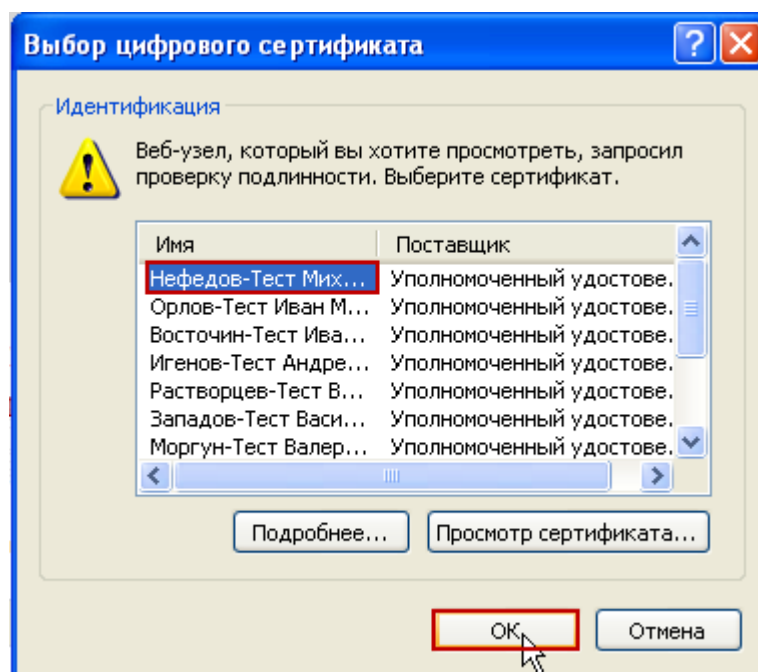 Выбор цифрового сертификата
Идентификация
Веб-узел, который вы хотите просмотреть, запросил
проверку подлинности. Выберите сертификат.
Имя Поставщик
Нефедов-Тест Мих... Уполномоченный удостове.
Орлов-Тест Иван М... Уполномоченный удостове.
Восточин-Тест Ива... Уполномоченный удостове.
Игенов-Тест Андре... Уполномоченный удостове.
Растворцев-Тест В... Уполномоченный удостове.
Западов-Тест Васи... Уполномоченный удостове.
Моргун-Тест Валер... Уполномоченный удостове.
Подробнее... Просмотр сертификата...
ОК Отмена